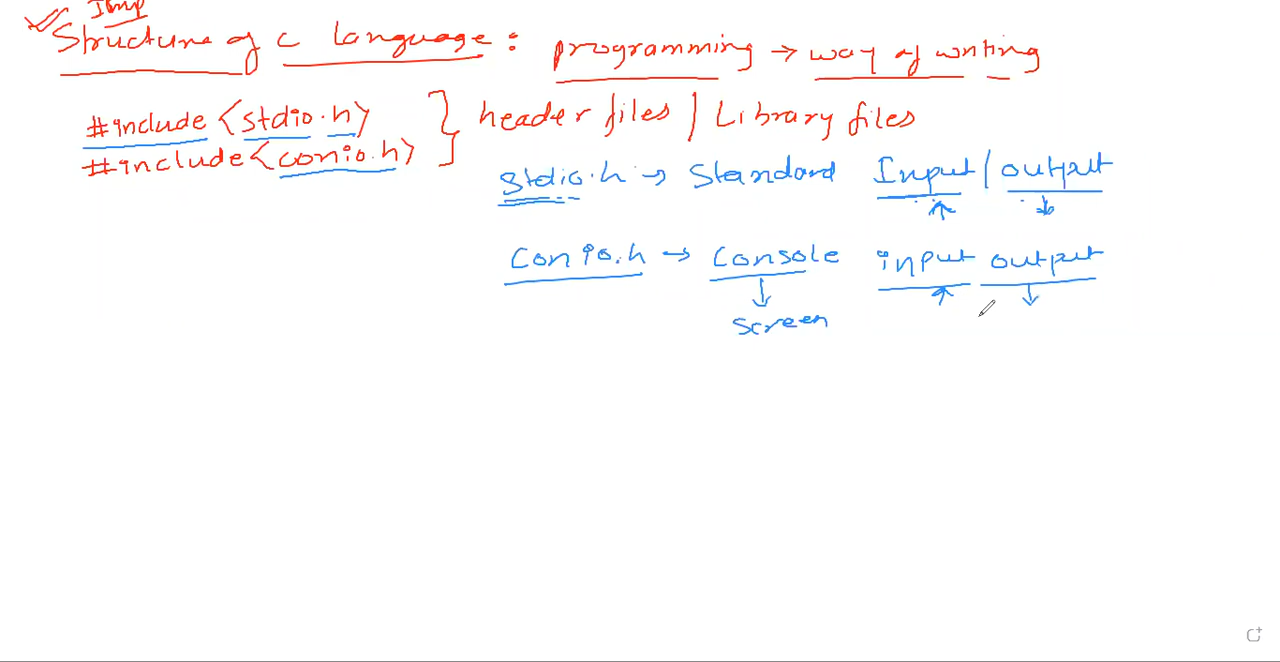 Imp
Structure of c Language: programming → way of writing
#include <stdio.h> } header files | Library files
#include<conio.h>
stdio.h → Standard Input/output
conio.h → console input output
screen